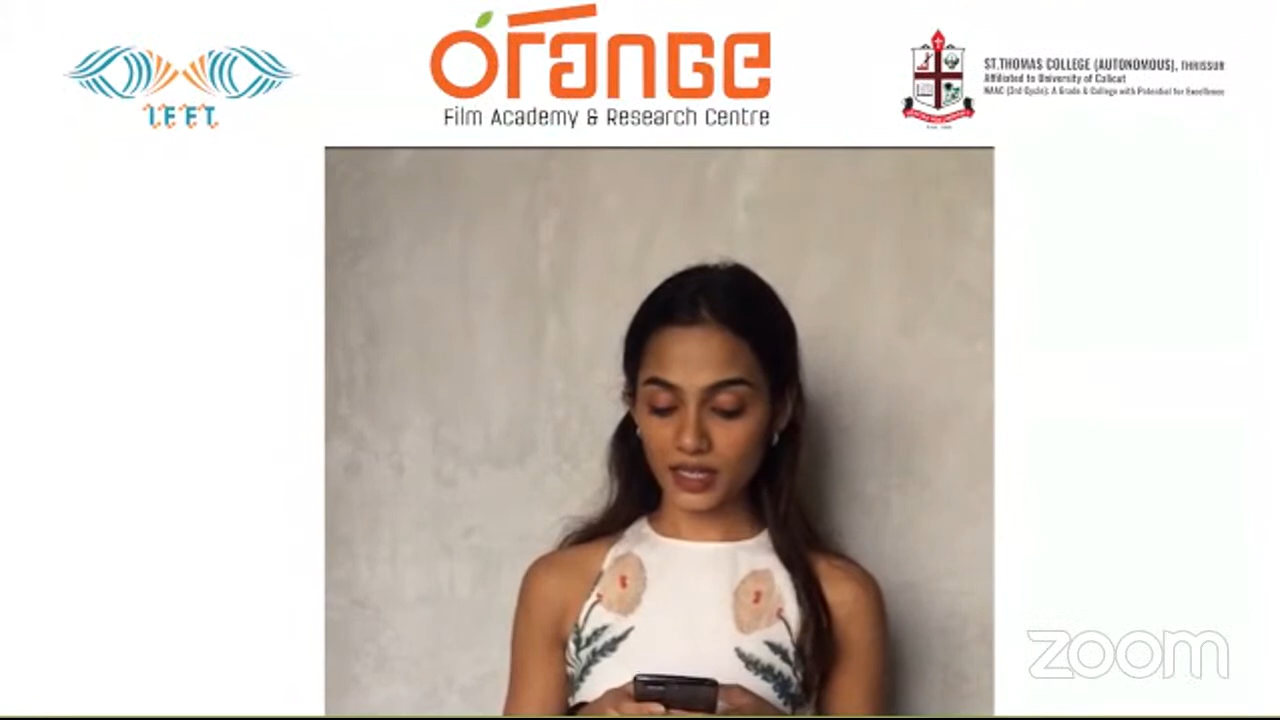 I.F.F.T.
orange
Film Academy & Research Centre
ST.THOMAS COLLEGE (AUTONOMOUS), THRISSUR
Affiliated to University of Calicut
NAAC (3rd Cycle): A Grade & College with Potential for Excellence
zoom